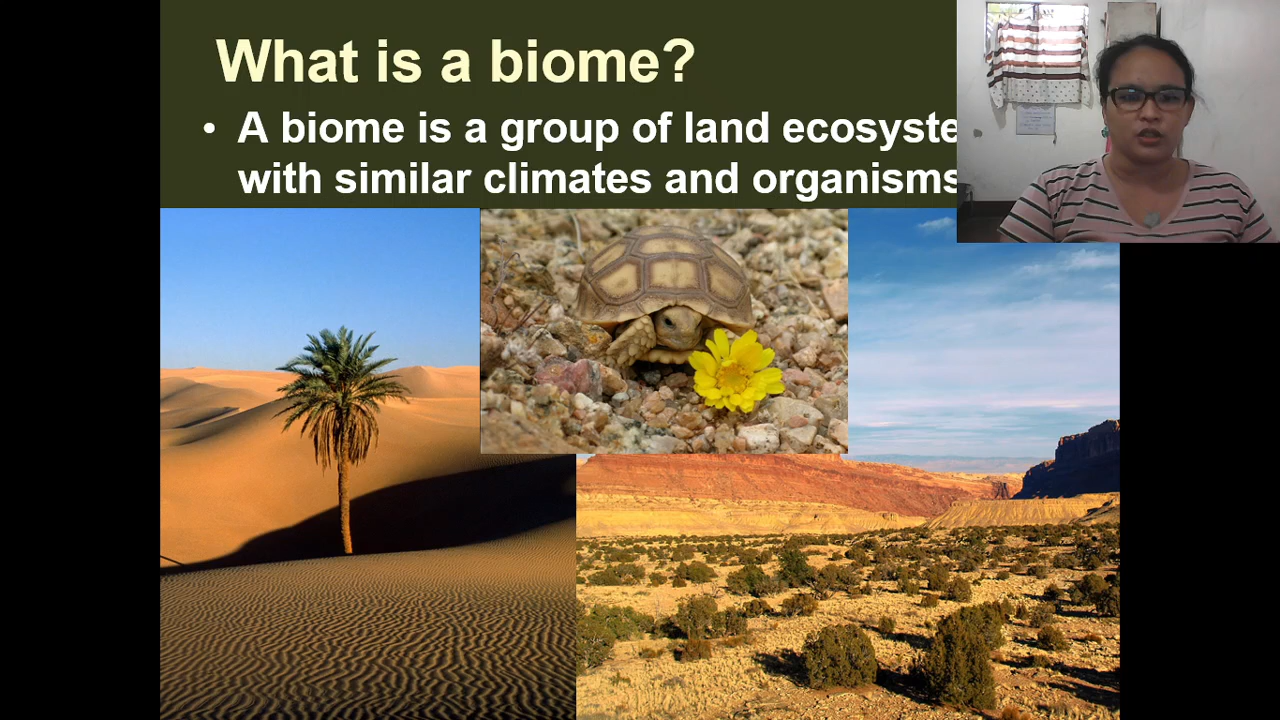 What is a biome?
• A biome is a group of land ecosyste
with similar climates and organisms